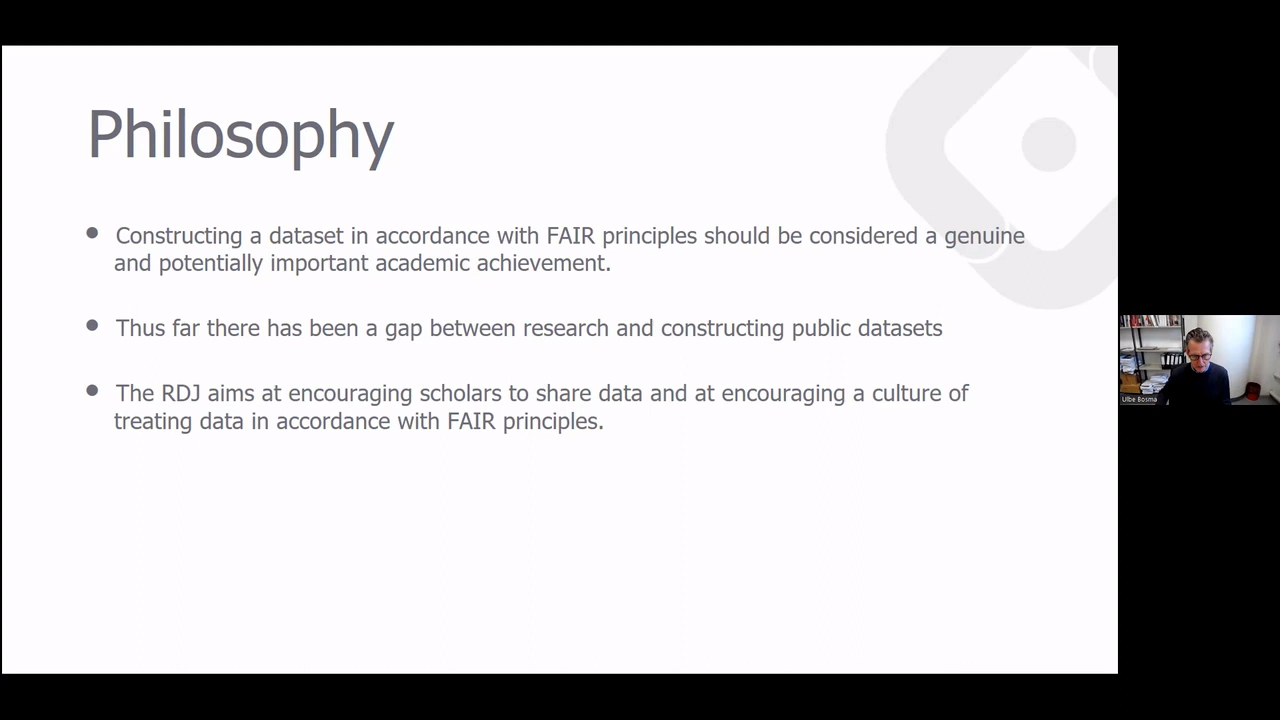 Philosophy
• Constructing a dataset in accordance with FAIR principles should be considered a genuine
and potentially important academic achievement.
• Thus far there has been a gap between research and constructing public datasets
• The RDJ aims at encouraging scholars to share data and at encouraging a culture of
treating data in accordance with FAIR principles.
Ulbe Bosma